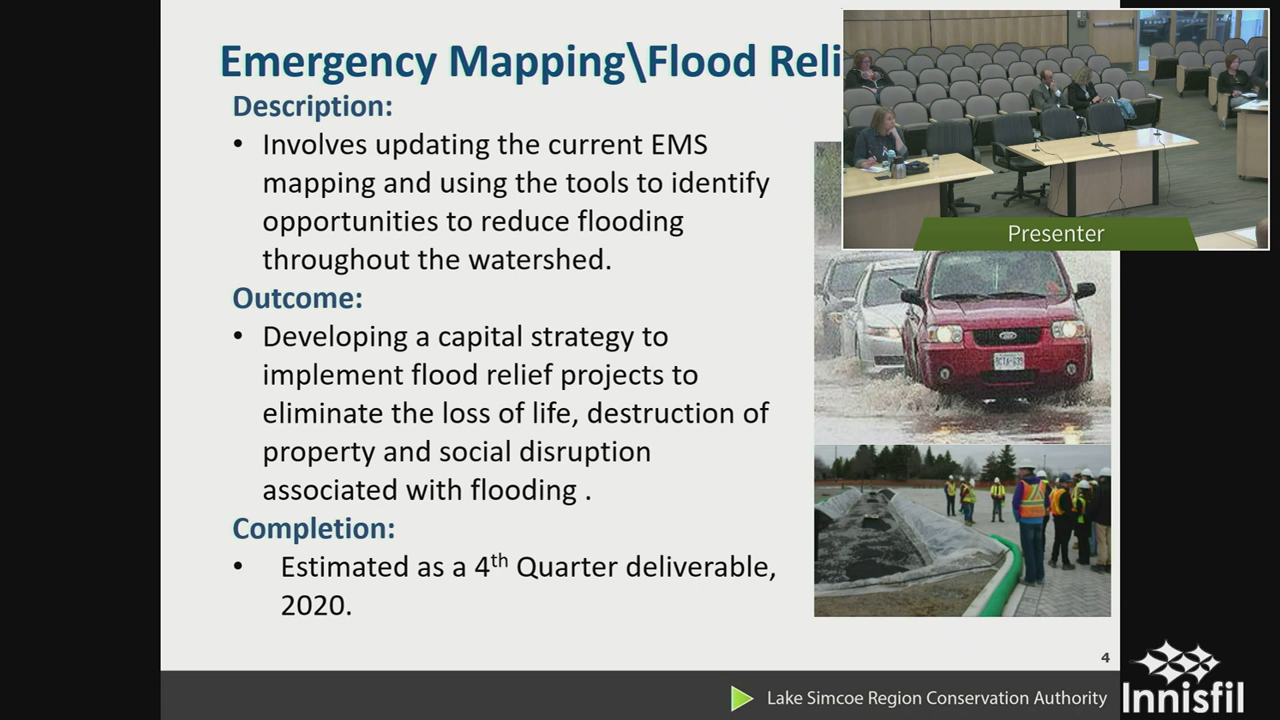 Emergency Mapping\Flood Reli
Description:
• Involves updating the current EMS
mapping and using the tools to identify
opportunities to reduce flooding
throughout the watershed.
Outcome:
• Developing a capital strategy to
implement flood relief projects to
eliminate the loss of life, destruction of
property and social disruption
associated with flooding .
Completion:
• Estimated as a 4th Quarter deliverable,
2020.
Presenter
Ford
4
Lake Simcoe Region Conservation Authority
Innisfil